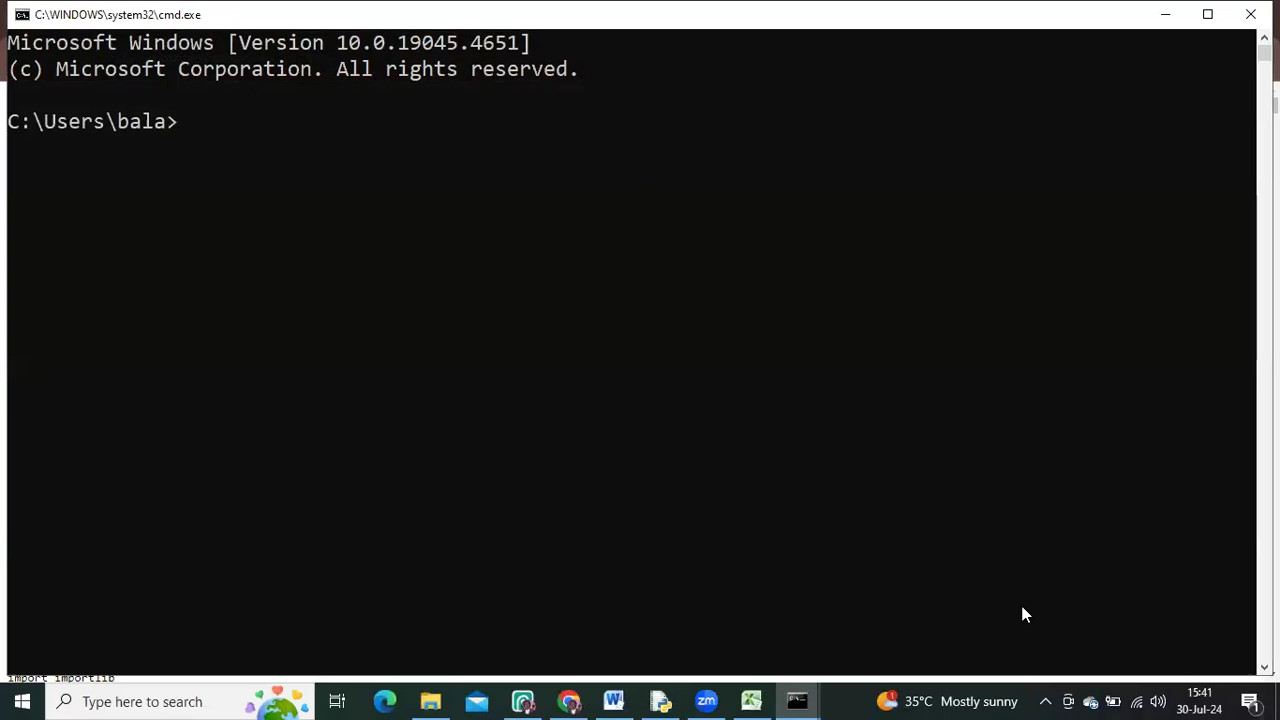 C:\WINDOWS\system32\cmd.exe
Microsoft Windows [Version 10.0.19045.4651]
(c) Microsoft Corporation. All rights reserved.
C:\Users\bala>
import importlib
Type here to search
35°C Mostly sunny
15:41
30-Jul-24